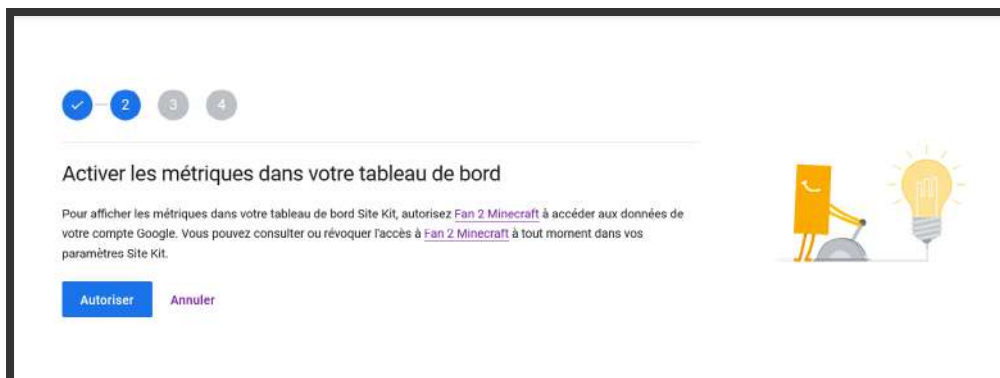 2 3 4
Activer les métriques dans votre tableau de bord
Pour afficher les métriques dans votre tableau de bord Site Kit, autorisez Fan 2 Minecraft à accéder aux données de
votre compte Google. Vous pouvez consulter ou révoquer l'accès à Fan 2 Minecraft à tout moment dans vos
paramètres Site Kit.
Autoriser Annuler